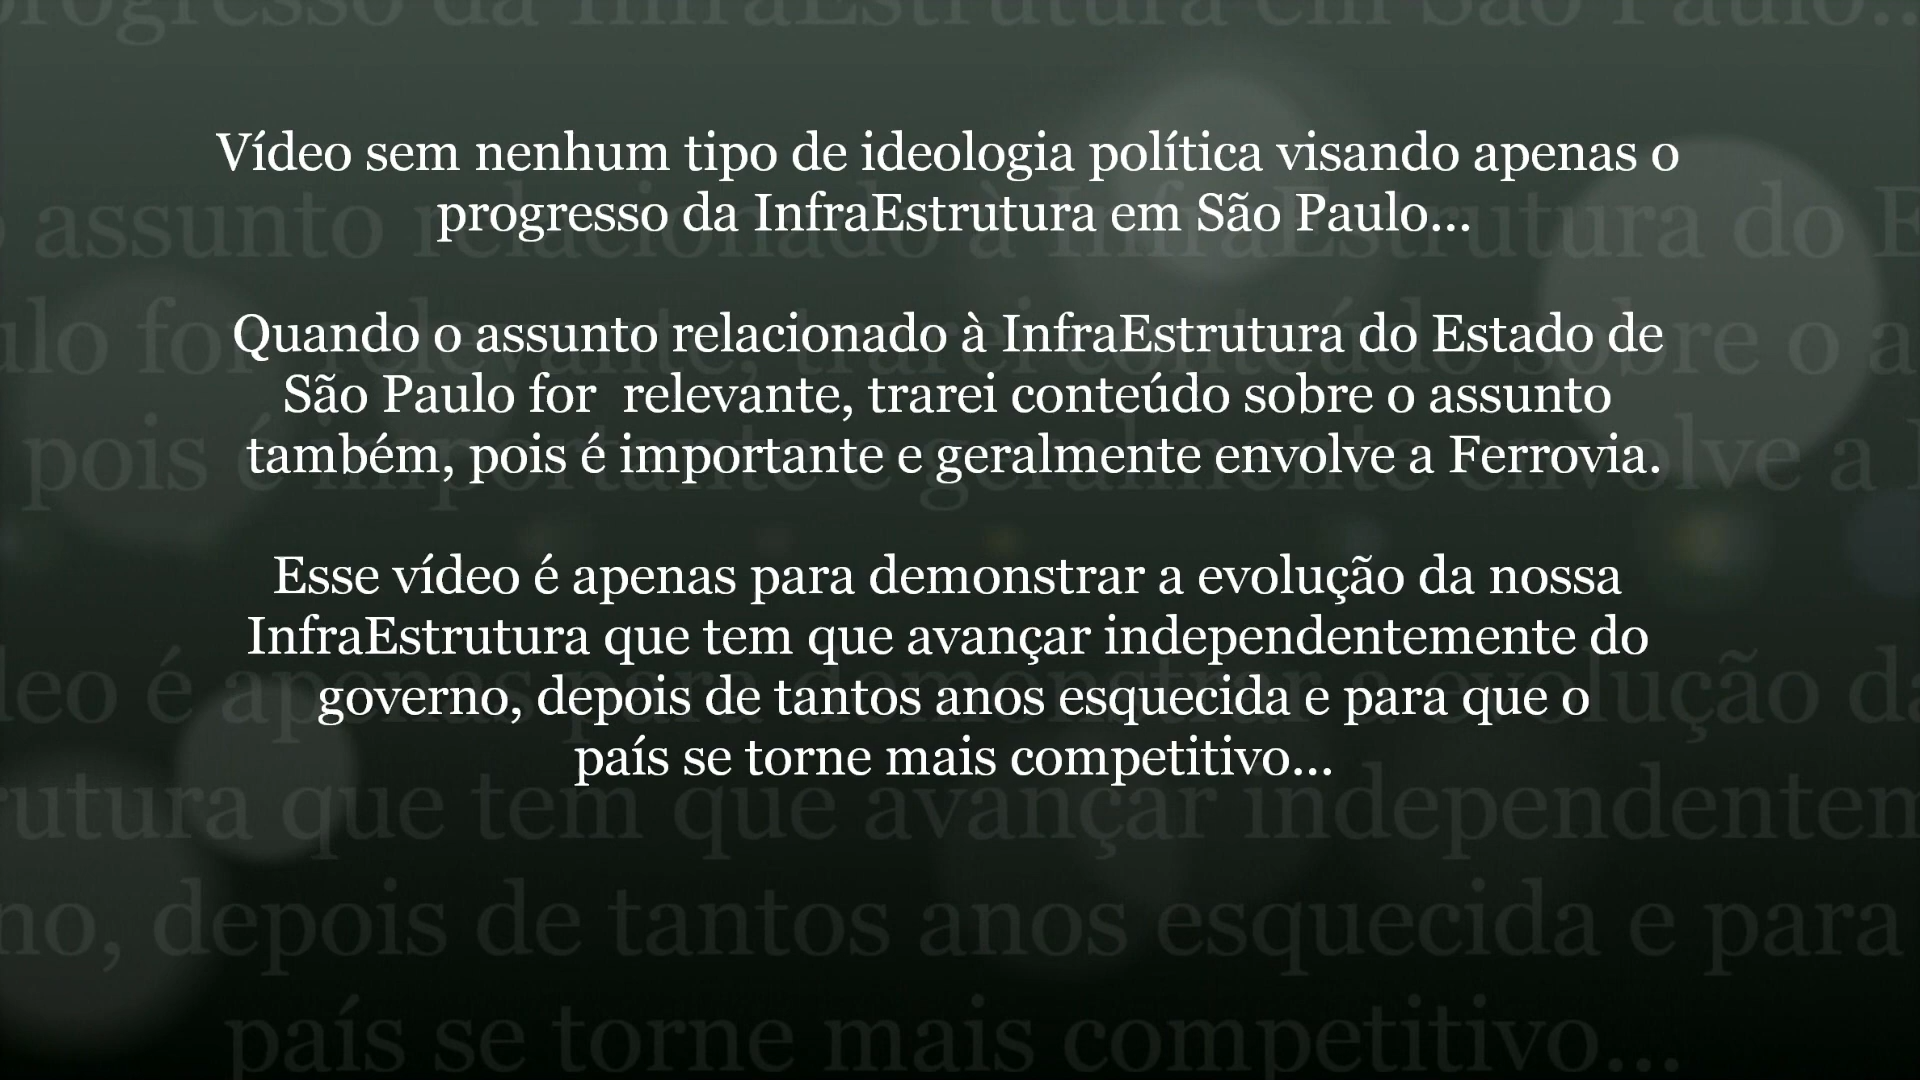 Vídeo sem nenhum tipo de ideologia política visando apenas o
progresso da InfraEstrutura em São Paulo...
Quando o assunto relacionado à InfraEstrutura do Estado de
São Paulo for  relevante, trarei conteúdo sobre o assunto
também, pois é importante e geralmente envolve a Ferrovia.
Esse vídeo é apenas para demonstrar a evolução da nossa
InfraEstrutura que tem que avançar independentemente do
governo, depois de tantos anos esquecida e para que o
país se torne mais competitivo...